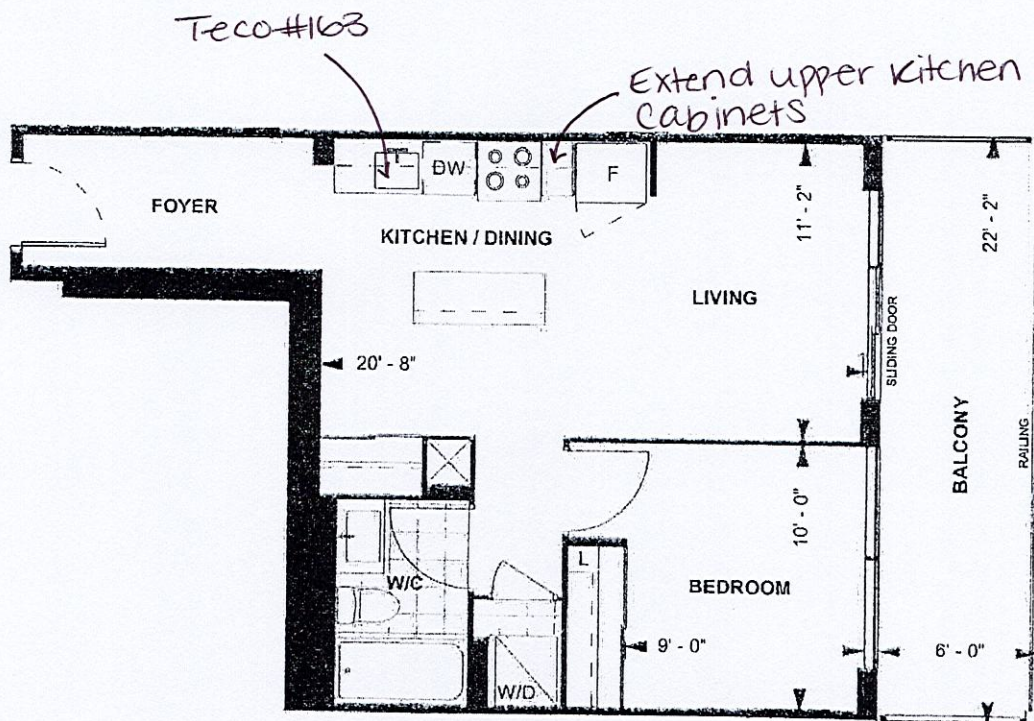 Teco#163
Extend upper kitchen
cabinets
FOYER
DW
F
KITCHEN / DINING
11' - 2"
22' - 2"
LIVING
SLIDING DOOR
20' - 8"
BALCONY
RAILING
10' - 0"
L
W/C
BEDROOM
9' - 0"
6' - 0"
W/D